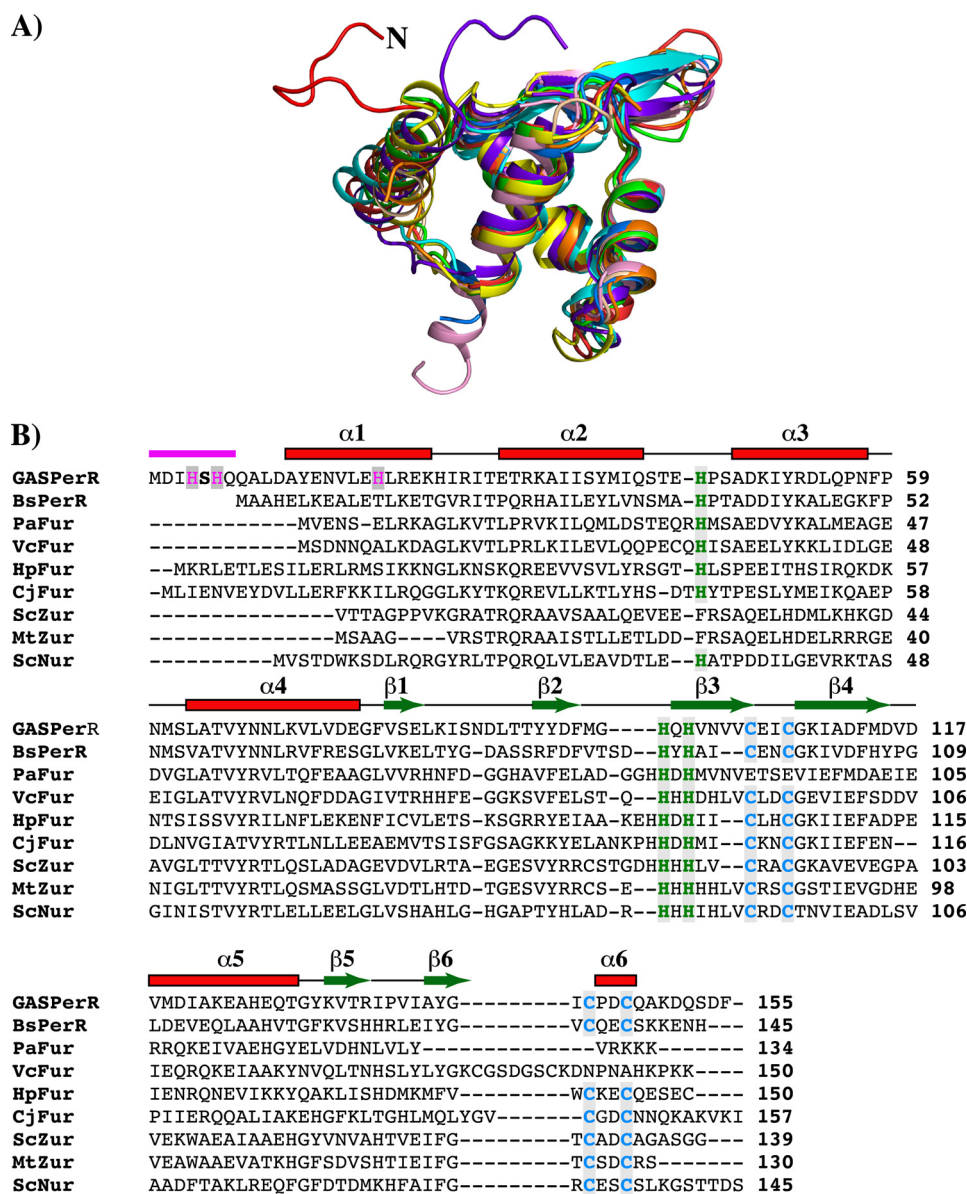 A)
N
B)
α1 α2 α3
GASPerR MDIHSHQQALDAYENVLEHLREKHIRITETRKAIISYMIQSTE-HPSADKIYRDLQPNFP 59
BsPerR MAAHELKEALETLKETGVRITPQRHAILEYLVNSMA-HPTADDIYKALEGKFP 52
PaFur ------------MVENS-ELRKAGLKVTLPRVKILQMLDSTEQRHMSAEDVYKALMEAGE 47
VcFur ------------MSDNNQALKDAGLKVTLPRLKILEVLQQPECQHISAEELYKKLIDLGE 48
HpFur --MKRLETLESILERLRMSIKKNGLKNSKQREEVVSVLYRSGT-HLSPEEITHSIRQKDK 57
CjFur --MLIENVEYDVLLERFKKILRQGGLKYTKQREVLLKTLYHSD-THYTPESLYMEIKQAEP 58
ScZur ---------------VTTAGPPVKGRATRQRAAVSAALQEVEE-FRSAQELHDMLKHKGD 44
MtZur ---------------MSAAG----VRSTRQRAAISTLLETLDD-FRSAQELHDELRRRGE 40
ScNur ----------MVSTDWKSDLRQRGYRLTPQRQLVLEAVDTLE--HATPDDILGEVRKTAS 48
α4 β1 β2 β3 β4
GASPerR NMSLATVYNNLKVLVDEGFVSELKISNDLTTYYDFMG----HQHVNVVCEICGKIADFMDVD 117
BsPerR NMSVATVYNNLRVFRESGLVKELTYG-DASSRFDFVTSD--HYHAI--CENCGKIVDFHYPG 109
PaFur DVGLATVYRVLTQFEAAGLVVRHNFD-GGHAVFELAD-GGHHDHMVNVETSEVIEFMDAEIE 105
VcFur EIGLATVYRVLNQFDDAGIVTRHHFE-GGKSVFELST-Q--HHHDHLVCLDCGEVIEFSDDV 106
HpFur NTSISSVYRILNFLEKENFICVLETS-KSGRRYEIAA-KEHHDHII--CLHCGKIIEFADPE 115
CjFur DLNVGIATVYRTLNLLEEAEMVTSISFGSAGKKYELANKPHHDHMI--CKNCGKIIEFEN-- 116
ScZur AVGLTTVYRTLQSLADAGEVDVLRTA-EGESVYRRCSTGDHHHHLV--CRACGKAVEVEGPA 103
MtZur NIGLTTVYRTLQSMASSGLVDTLHTD-TGESVYRRCS-E--HHHHHLVCRSCGSTIEVGDHE 98
ScNur GINISTVYRTLELLEELGLVSHAHLG-HGAPTYHLAD-R--HHHIHLVCRDCTNVIEADLSV 106
α5 β5 β6 α6
GASPerR VMDIAKEAHEQTGYKVTRIPVIAYG---------ICPDCQAKDQSDF- 155
BsPerR LDEVEQLAAHVTGFKVSHHRLEIYG---------VCQECSKKENH--- 145
PaFur RRQKEIVAEHGYELVDHNLVLY--------------VRKKK------- 134
VcFur IEQRQKEIAAKYNVQLTNHSLYLYGKCGSDGSCKDNPNAHKPKK---- 150
HpFur IENRQNEVIKKYQAKLISHDMKMFV---------WCKECQESEC---- 150
CjFur PIIERQQALIAKEHGFKLTGHLMQLYGV-------CGDCNNQKAKVKI 157
ScZur VEKWAEAIAAEHGYVNVAHTVEIFG---------TCADCAGASGG--- 139
MtZur VEAWAAEVATKHGFSDVSHTIEIFG---------TCSDCRS------- 130
ScNur AADFTAKLREQFGFDTDMKHFAIFG---------RCESCSLKGSTTDS 145